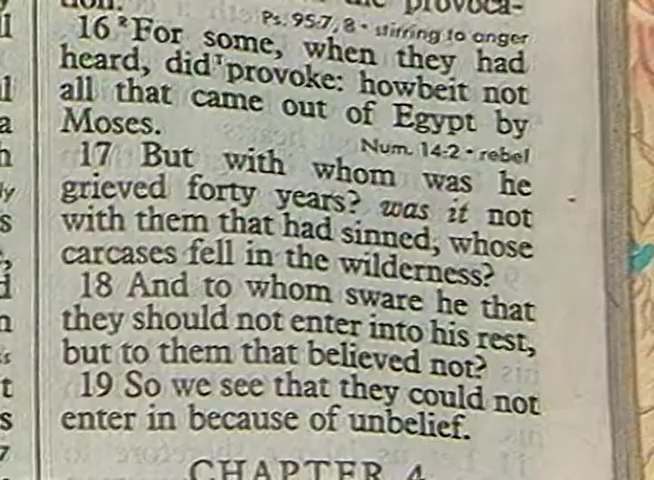 provoca-
Ps. 95:7, 8 • stirring to anger
16 ªFor some, when they had
heard, did ¹provoke: howbeit not
all that came out of Egypt by
Moses.
Num. 14:2 • rebel
17 But with whom was he
grieved forty years? was it not
with them that had sinned, whose
carcases fell in the wilderness?
18 And to whom sware he that
they should not enter into his rest,
but to them that believed not?
19 So we see that they could not
enter in because of unbelief.
CHAPTER 4